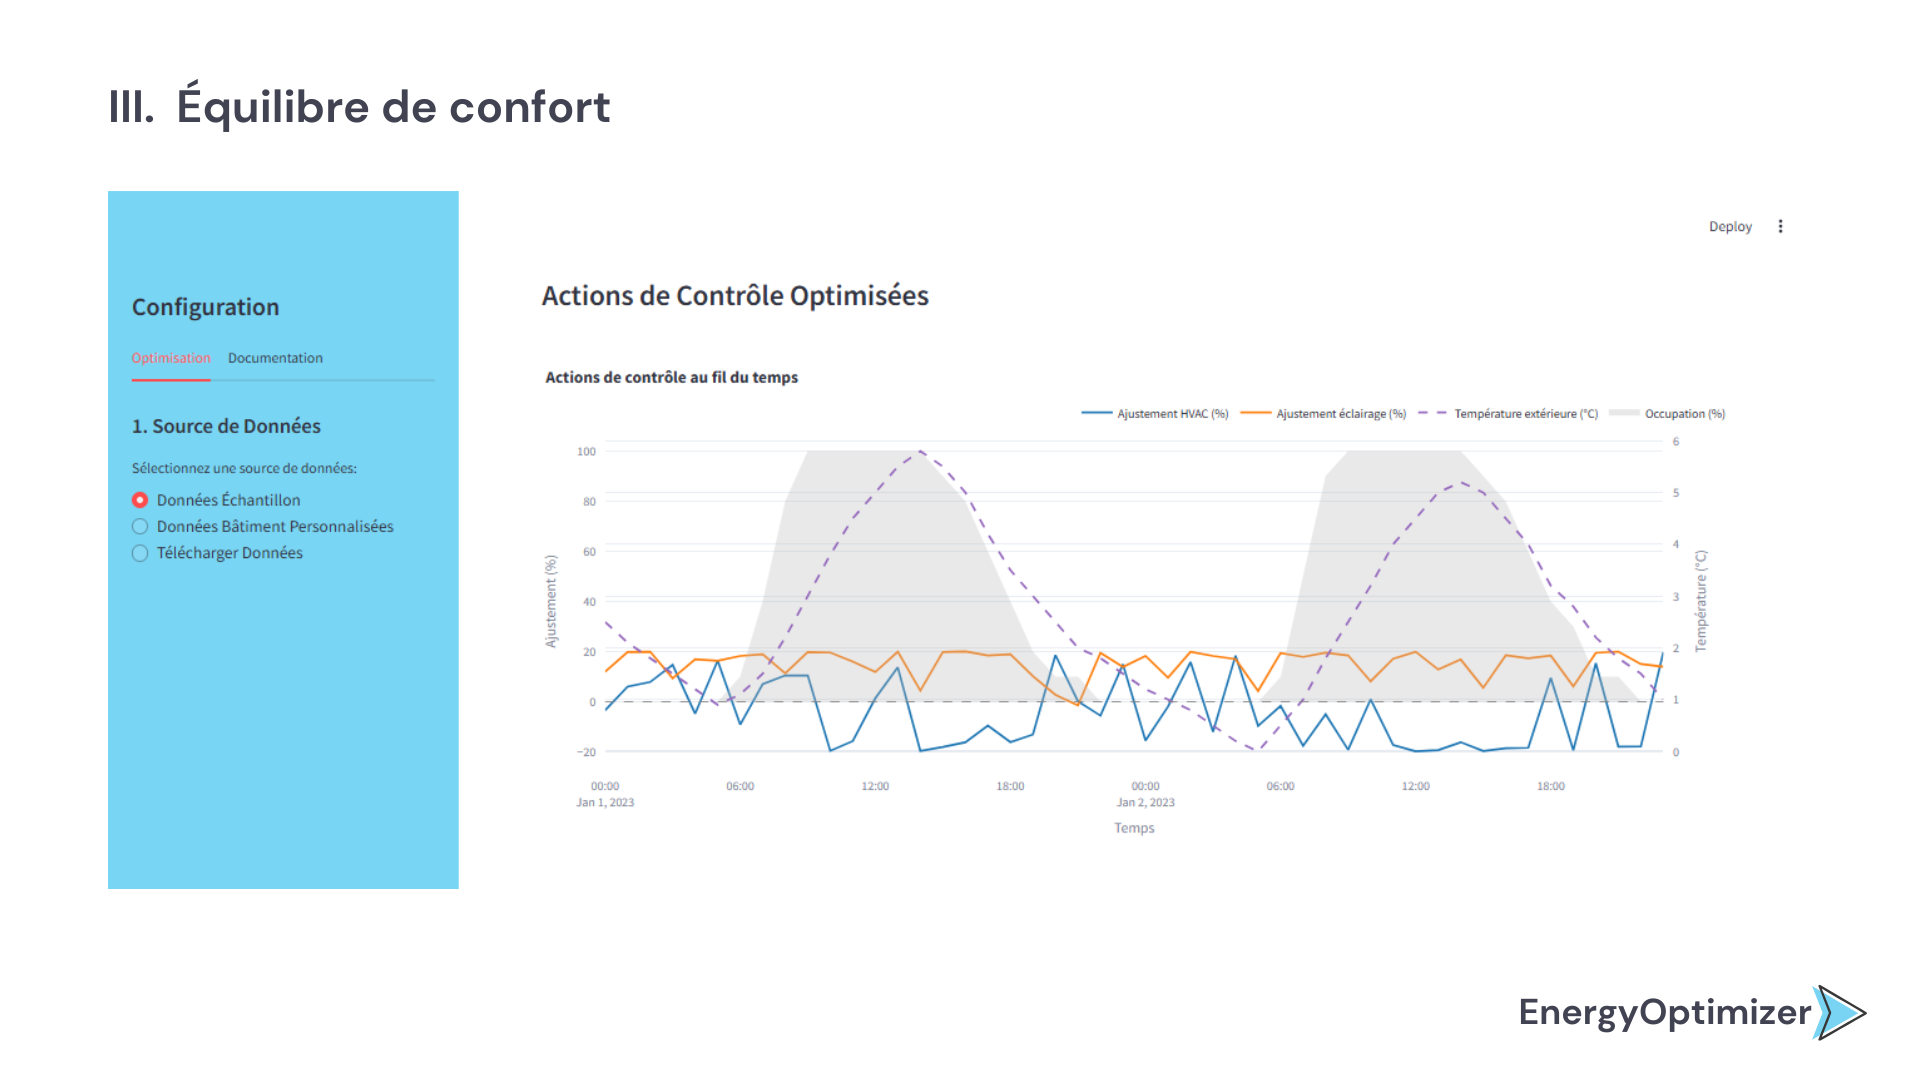 III. Équilibre de confort
Deploy
Configuration
Optimisation Documentation
1. Source de Données
Sélectionnez une source de données:
Données Échantillon
Données Bâtiment Personnalisées
Télécharger Données
Actions de Contrôle Optimisées
Actions de contrôle au fil du temps
Ajustement HVAC (%) Ajustement éclairage (%) Température extérieure (°C) Occupation (%)
Ajustement (%)
100
80
60
40
20
0
−20
6
5
4
3
2
1
0
Température (°C)
00:00 06:00 12:00 18:00 00:00 06:00 12:00 18:00
Jan 1, 2023 Jan 2, 2023
Temps
EnergyOptimizer